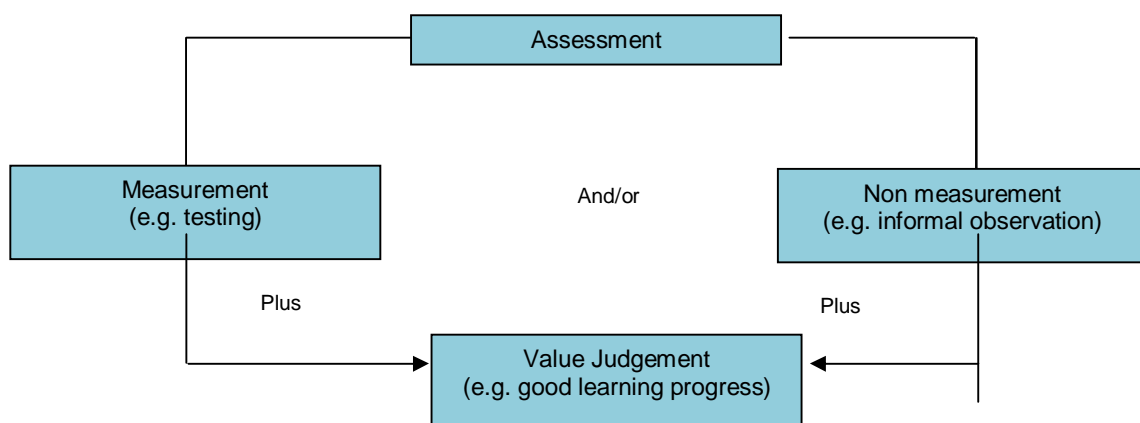 Assessment
Measurement
(e.g. testing)
And/or
Non measurement
(e.g. informal observation)
Plus
Plus
Value Judgement
(e.g. good learning progress)